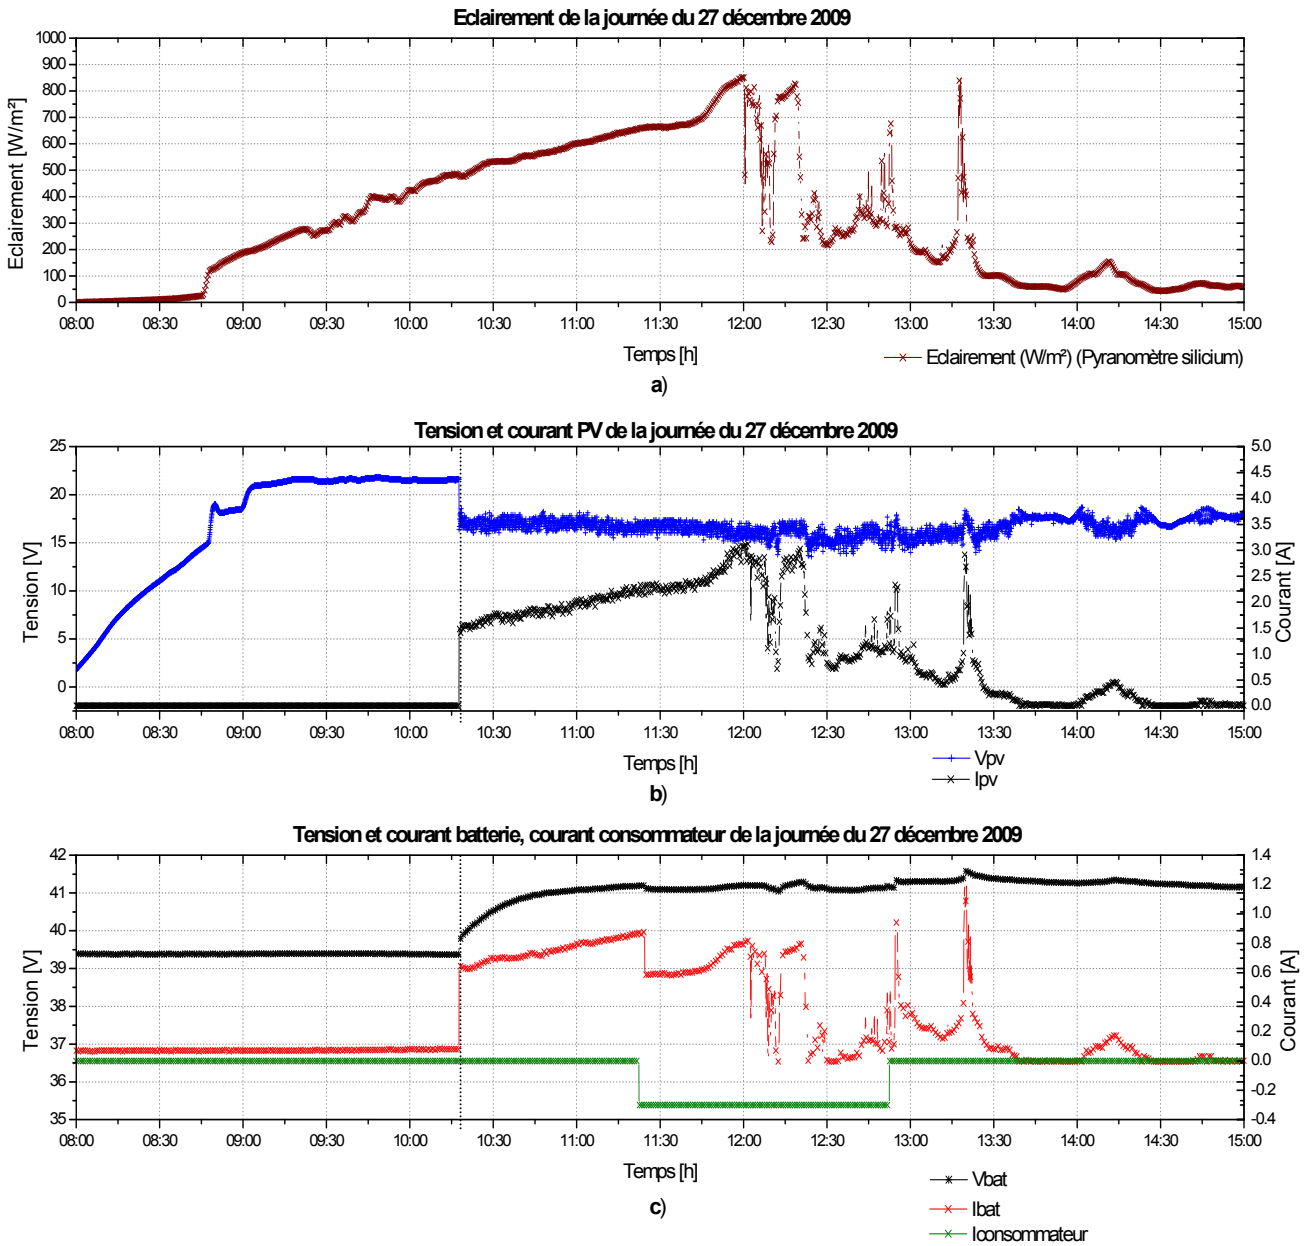 Eclairement de la journée du 27 décembre 2009
1000
900
800
700
600
500
400
300
200
100
0
Eclairement [W/m²]
08:00 08:30 09:00 09:30 10:00 10:30 11:00 11:30 12:00 12:30 13:00 13:30 14:00 14:30 15:00
Temps [h]
Eclairement (W/m²) (Pyranomètre silicium)
a)
Tension et courant PV de la journée du 27 décembre 2009
25
20
15
10
5
0
Tension [V]
5.0
4.5
4.0
3.5
3.0
2.5
2.0
1.5
1.0
0.5
0.0
Courant [A]
08:00 08:30 09:00 09:30 10:00 10:30 11:00 11:30 12:00 12:30 13:00 13:30 14:00 14:30 15:00
Temps [h]
Vpv
Ipv
b)
Tension et courant batterie, courant consommateur de la journée du 27 décembre 2009
42
41
40
39
38
37
36
35
Tension [V]
1.4
1.2
1.0
0.8
0.6
0.4
0.2
0.0
-0.2
-0.4
Courant [A]
08:00 08:30 09:00 09:30 10:00 10:30 11:00 11:30 12:00 12:30 13:00 13:30 14:00 14:30 15:00
Temps [h]
Vbat
Ibat
Iconsommateur
c)